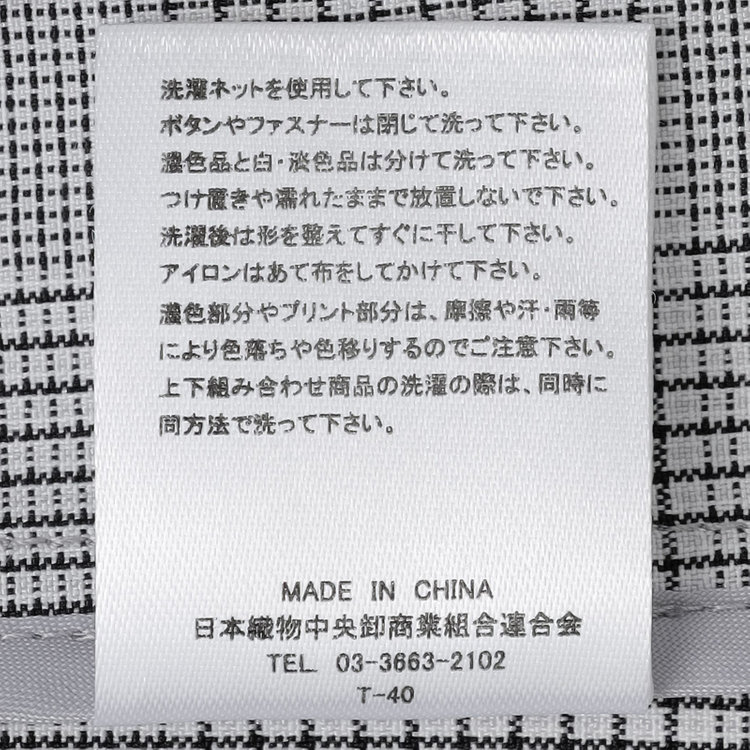 洗濯ネットを使用して下さい。
ボタンやファスナーは閉じて洗って下さい。
濃色品と白・淡色品は分けて洗って下さい。
つけ置きや濡れたままで放置しないで下さい。
洗濯後は形を整えてすぐに干して下さい。
アイロンはあて布をしてかけて下さい。
濃色部分やプリント部分は、摩擦や汗・雨等
により色落ちや色移りするのでご注意下さい。
上下組み合わせ商品の洗濯の際は、同時に
同方法で洗って下さい。
MADE IN CHINA
日本織物中央卸商業組合連合会
TEL 03-3663-2102
T-40